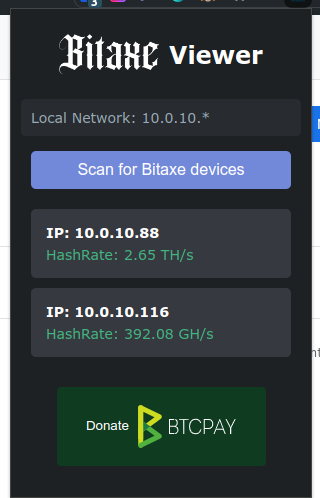 3
Bitaxe Viewer
Local Network: 10.0.10.*
Scan for Bitaxe devices
IP: 10.0.10.88
HashRate: 2.65 TH/s
IP: 10.0.10.116
HashRate: 392.08 GH/s
Donate BTCPAY